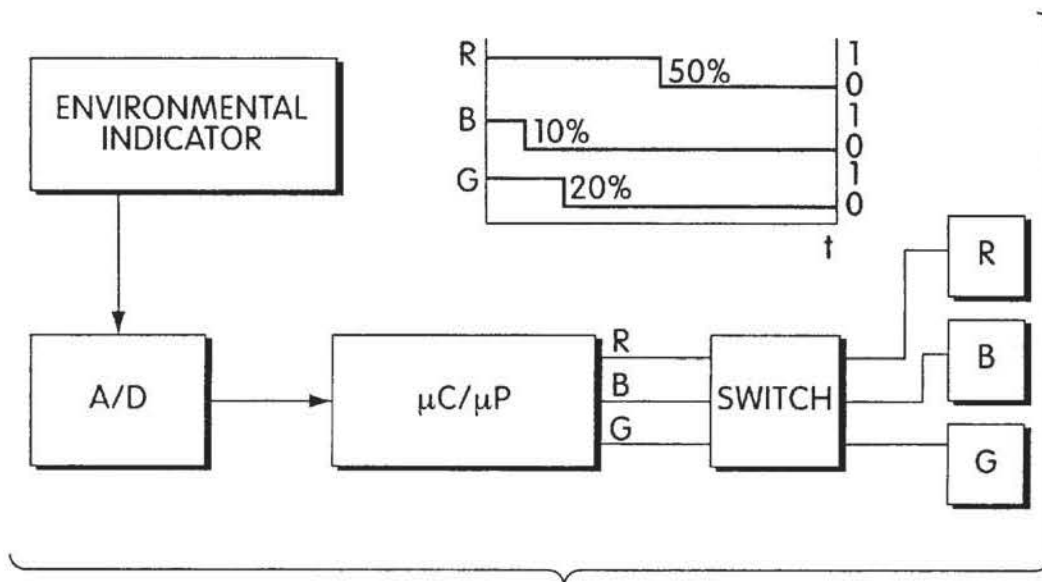 ENVIRONMENTAL
INDICATOR
R
50%
1
0
B
10%
1
0
G
20%
1
0
t
A/D
μC/μP
R
B
G
SWITCH
R
B
G